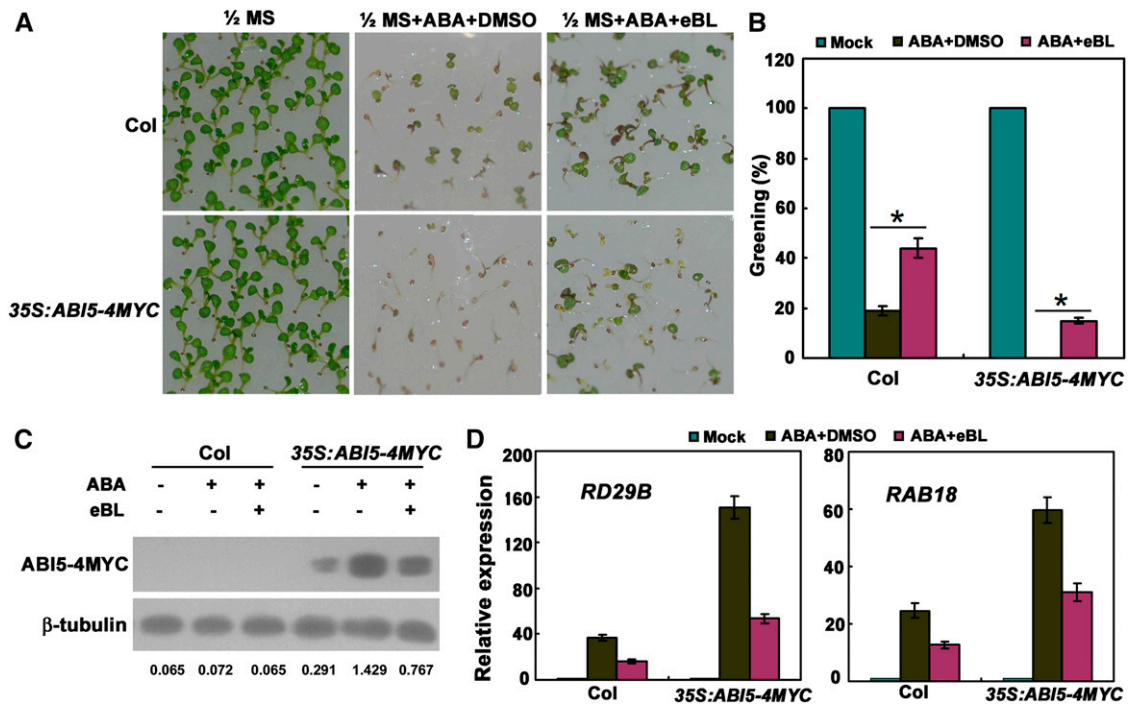 A
½ MS
½ MS+ABA+DMSO
½ MS+ABA+eBL
Col
35S:ABI5-4MYC
B
Mock
ABA+DMSO
ABA+eBL
Greening (%)
120
100
80
60
40
20
0
*
*
Col
35S:ABI5-4MYC
C
Col
35S:ABI5-4MYC
ABA - + + - + +
eBL - - + - - +
ABI5-4MYC
β-tubulin
0.065 0.072 0.065 0.291 1.429 0.767
D
Mock
ABA+DMSO
ABA+eBL
Relative expression
200
160
120
80
40
0
RD29B
Col
35S:ABI5-4MYC
80
60
40
20
0
RAB18
Col
35S:ABI5-4MYC